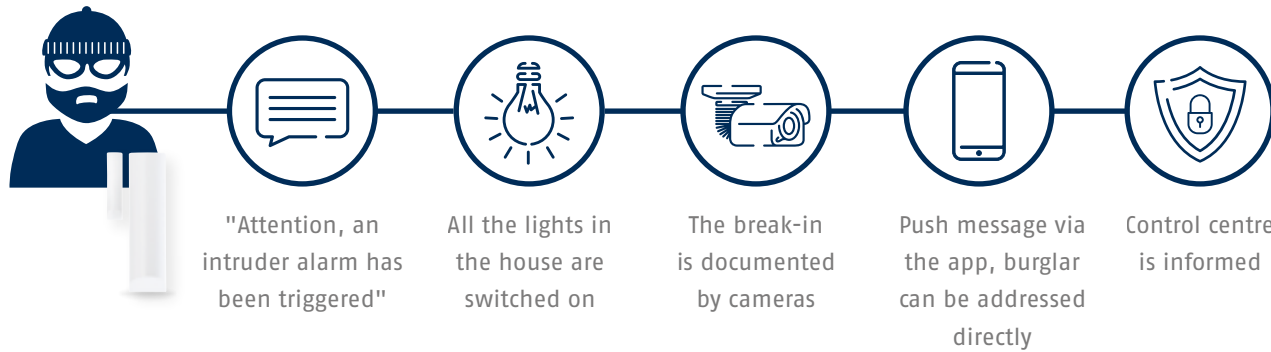 "Attention, an
intruder alarm has
been triggered"
All the lights in
the house are
switched on
The break-in
is documented
by cameras
Push message via
the app, burglar
can be addressed
directly
Control centre
is informed